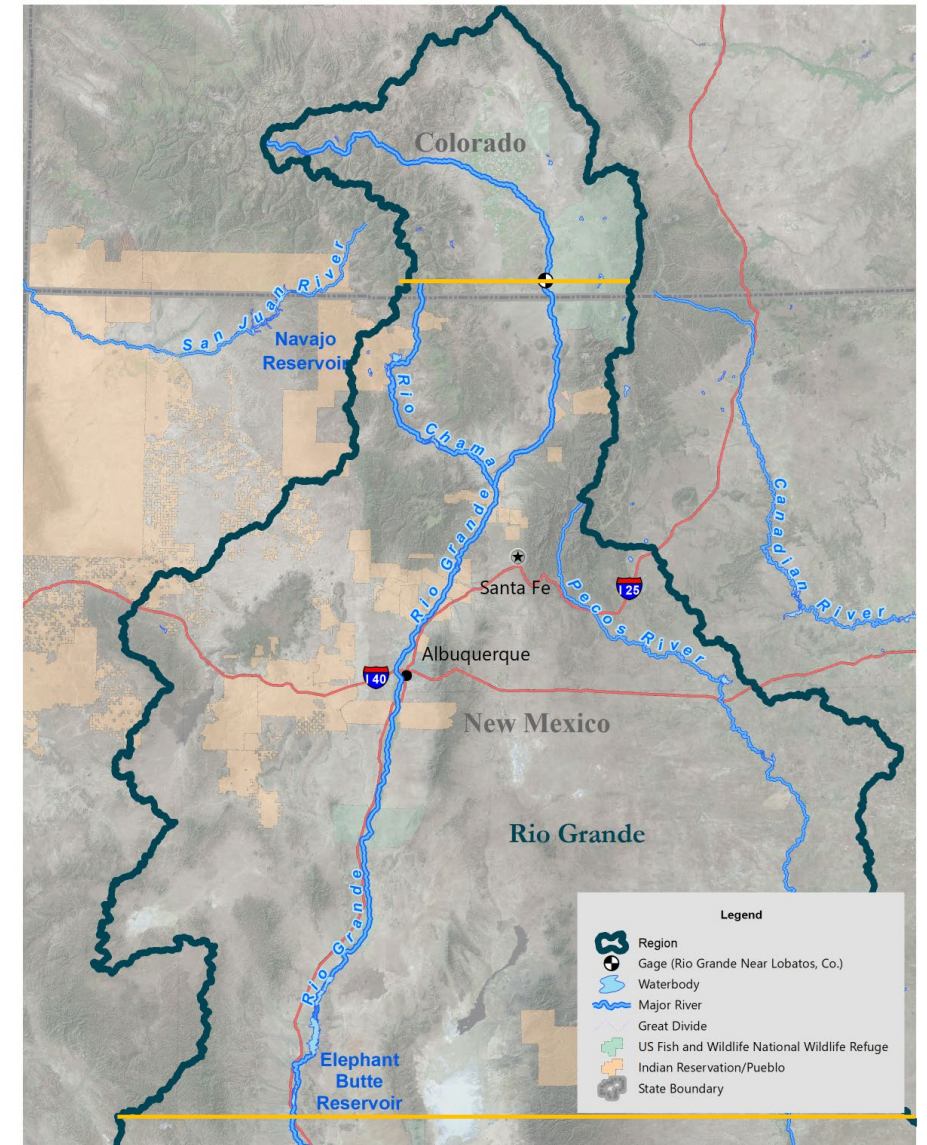 Colorado
San Juan River
Navajo
Reservoir
Rio Chama
Rio Grande
Canadian River
Santa Fe
I 25
Pecos River
Albuquerque
I 40
New Mexico
Rio Grande
Rio Grande
Elephant
Butte
Reservoir
Legend
Region
Gage (Rio Grande Near Lobatos, Co.)
Waterbody
Major River
Great Divide
US Fish and Wildlife National Wildlife Refuge
Indian Reservation/Pueblo
State Boundary